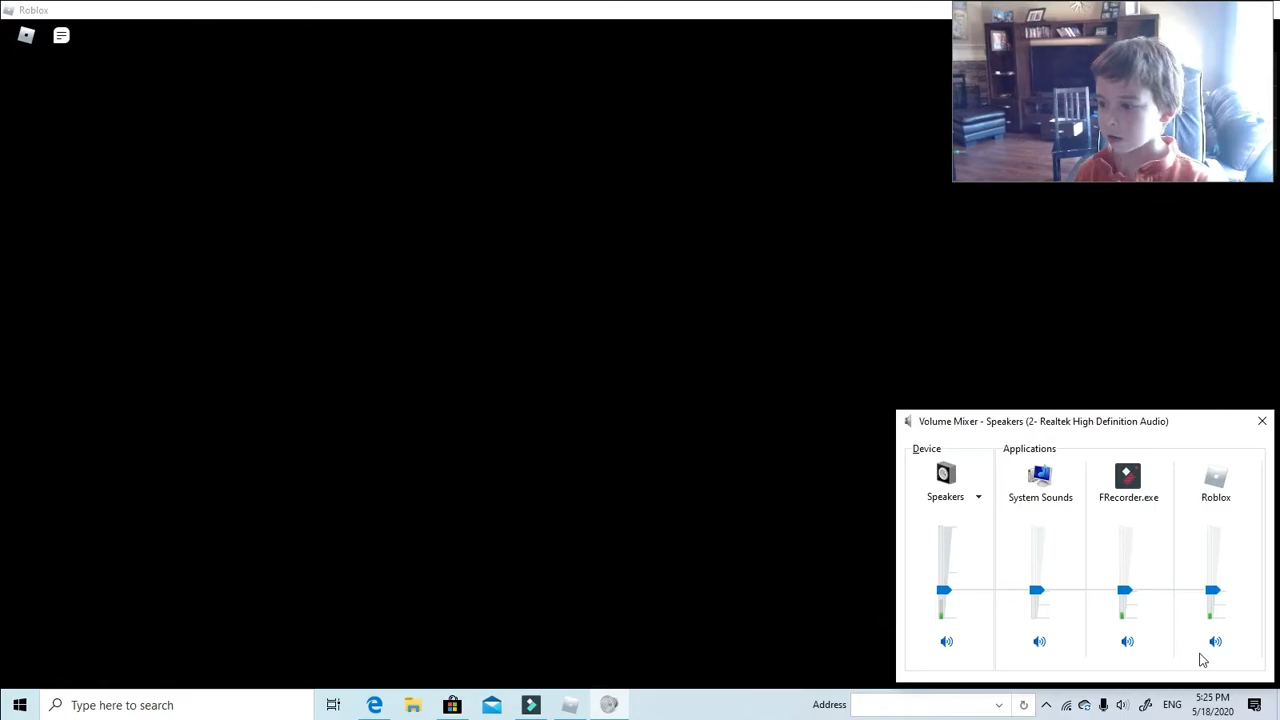 Roblox
Volume Mixer - Speakers (2- Realtek High Definition Audio)
Device
Applications
Speakers
System Sounds
FRecorder.exe
Roblox
Type here to search
Address
ENG
5:25 PM
5/18/2020